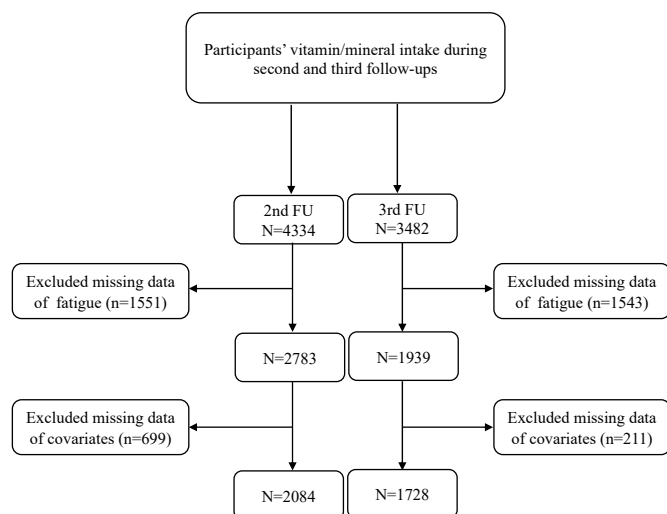 Participants’ vitamin/mineral intake during
second and third follow-ups
2nd FU
N=4334
3rd FU
N=3482
Excluded missing data
of fatigue (n=1551)
Excluded missing data
of fatigue (n=1543)
N=2783
N=1939
Excluded missing data
of covariates (n=699)
Excluded missing data
of covariates (n=211)
N=2084
N=1728